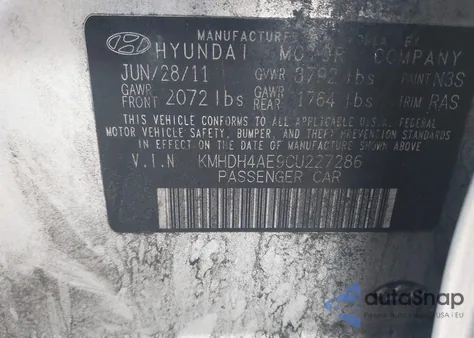 MANUFACTURED BY
HYUNDAI MOTOR COMPANY
JUN/28/11 GVWR 3792 lbs PAINT N3S
GAWR FRONT 2072 lbs GAWR REAR 1764 lbs TRIM RAS
THIS VEHICLE CONFORMS TO ALL APPLICABLE U.S.A. FEDERAL
MOTOR VEHICLE SAFETY, BUMPER, AND THEFT PREVENTION STANDARDS
IN EFFECT ON THE DATE OF MANUFACTURE SHOWN ABOVE.
V.I.N KMHDH4AE9CU227286
PASSENGER CAR
autoSnap